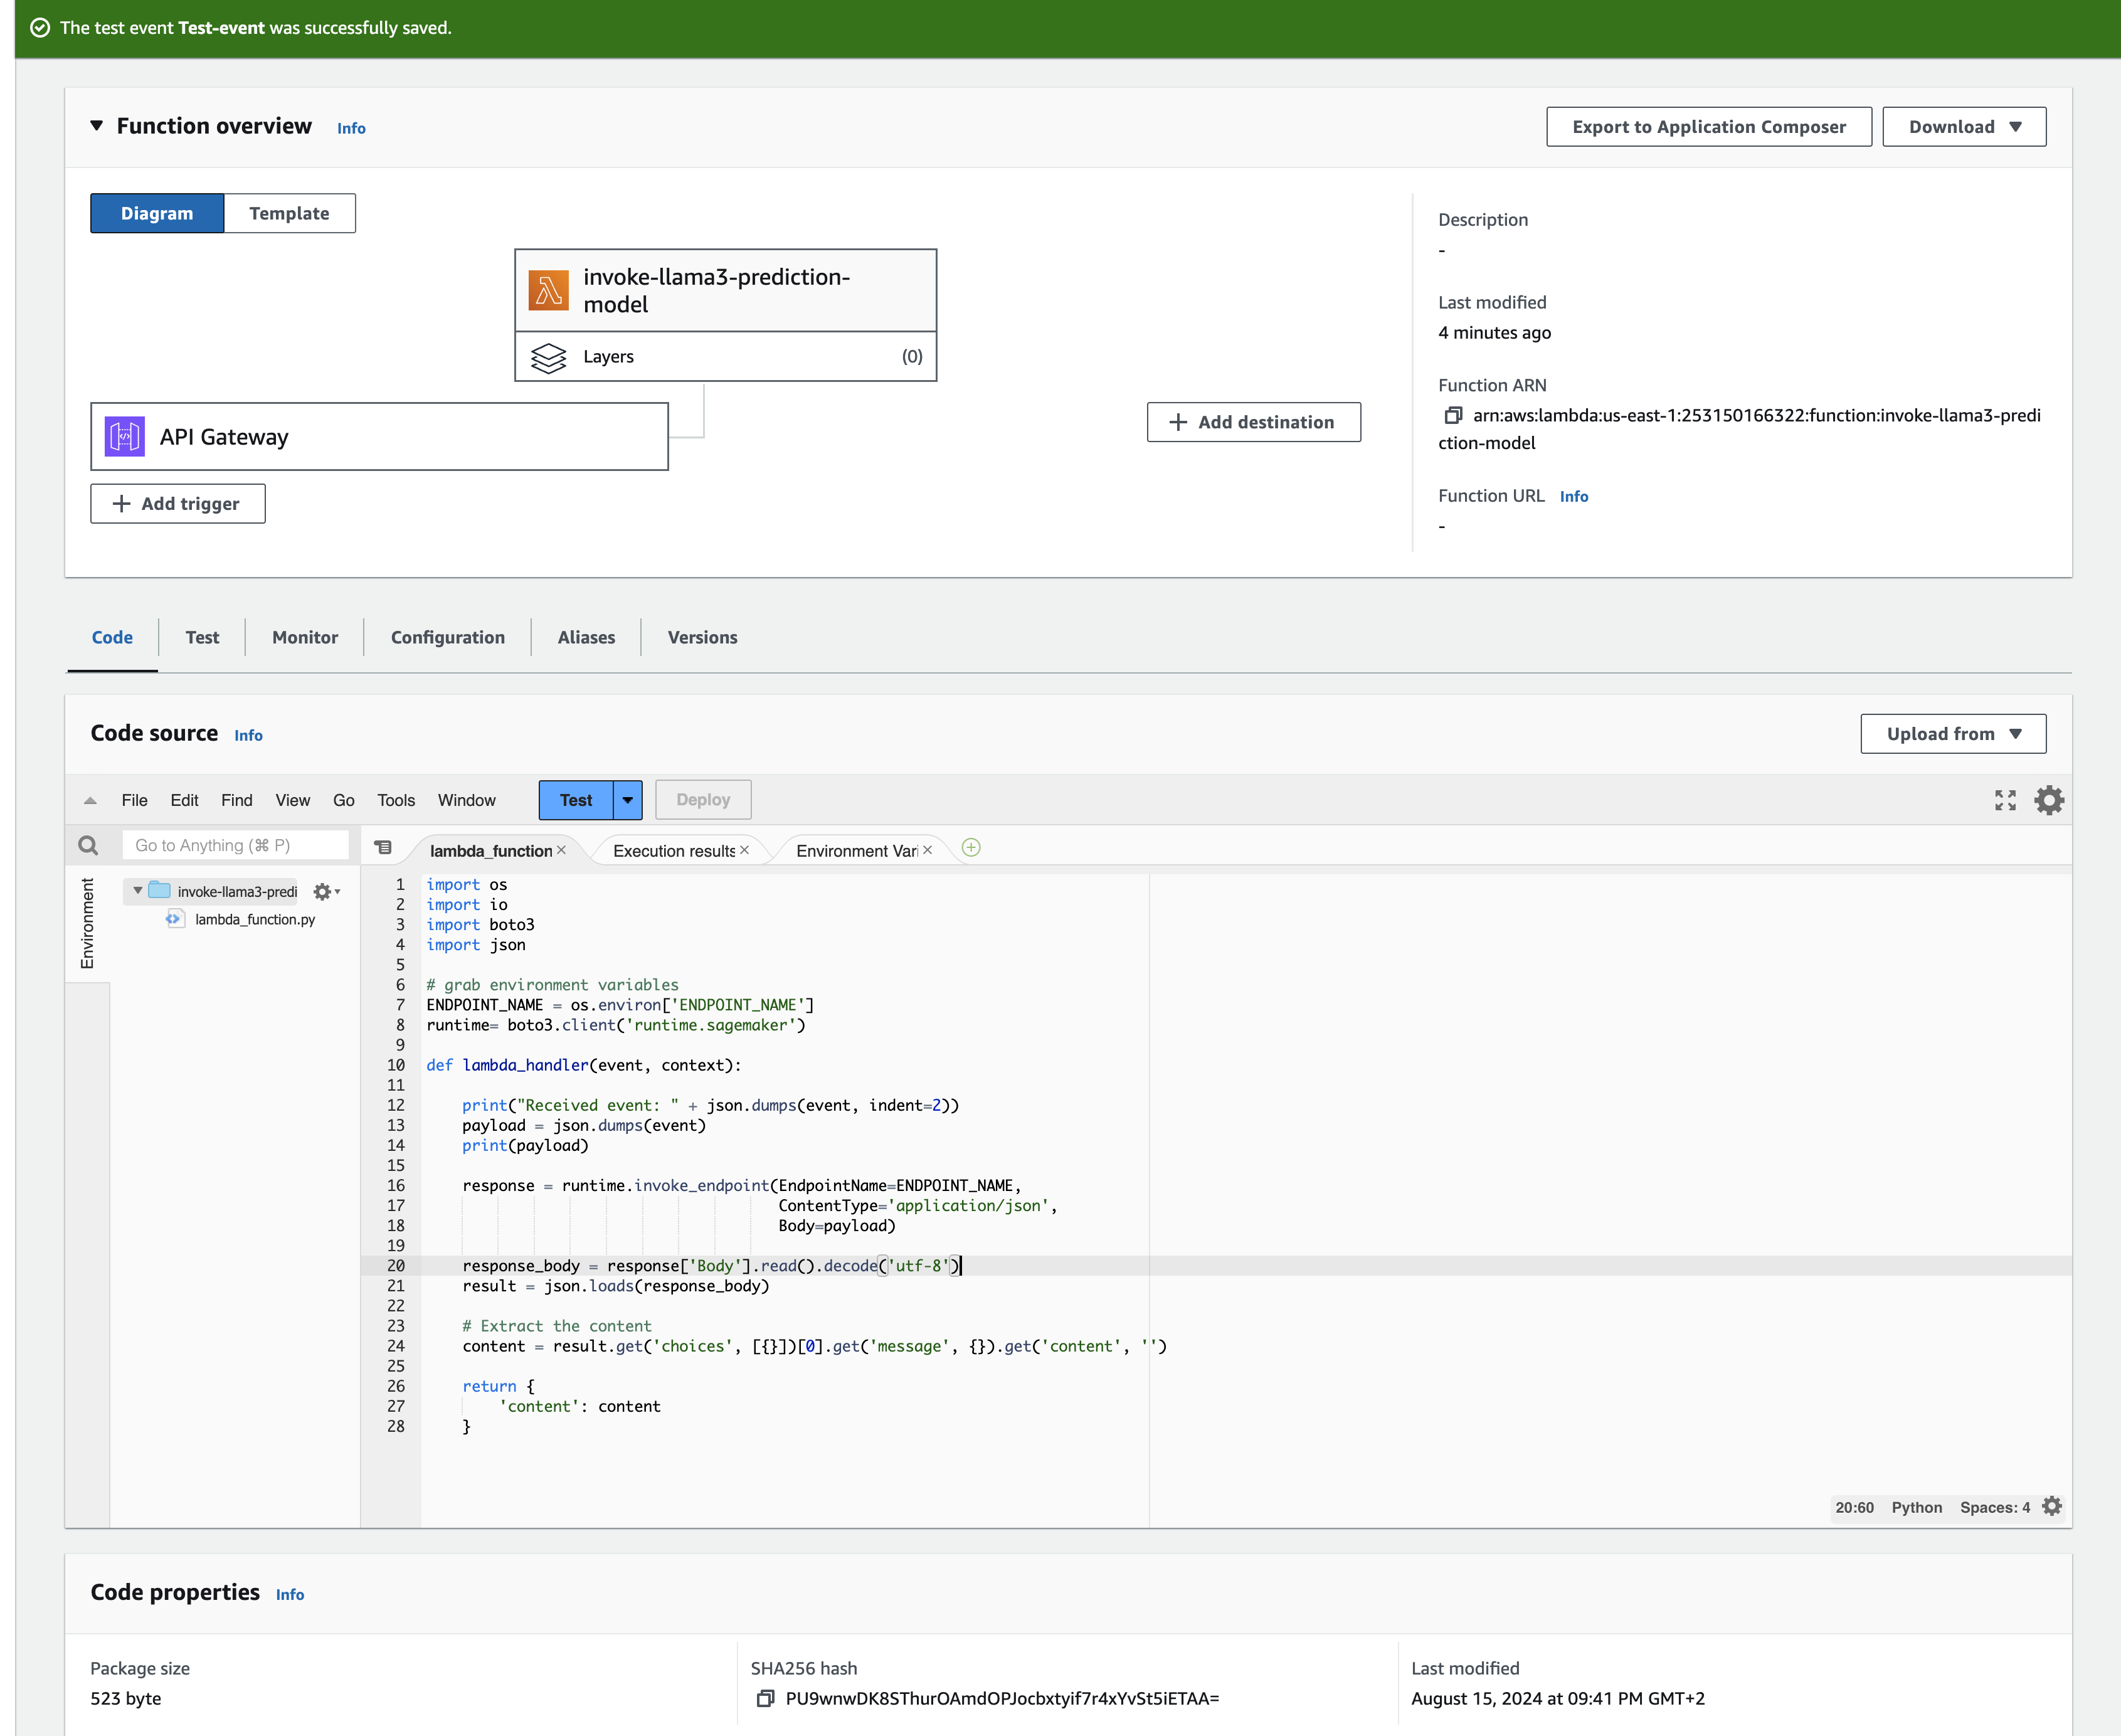 The test event Test-event was successfully saved.
Function overview Info
Export to Application Composer
Download
Diagram
Template
invoke-llama3-prediction-
model
Layers
(0)
API Gateway
Add trigger
Add destination
Description
-
Last modified
4 minutes ago
Function ARN
arn:aws:lambda:us-east-1:253150166322:function:invoke-llama3-predi
ction-model
Function URL Info
-
Code
Test
Monitor
Configuration
Aliases
Versions
Code source Info
Upload from
File Edit Find View Go Tools Window
Test
Deploy
Go to Anything (⌘ P)
lambda_function
Execution results
Environment Vari
Environment
invoke-llama3-predi
lambda_function.py
1 import os
2 import io
3 import boto3
4 import json
5
6 # grab environment variables
7 ENDPOINT_NAME = os.environ['ENDPOINT_NAME']
8 runtime= boto3.client('runtime.sagemaker')
9
10 def lambda_handler(event, context):
11
12     print("Received event: " + json.dumps(event, indent=2))
13     payload = json.dumps(event)
14     print(payload)
15
16     response = runtime.invoke_endpoint(EndpointName=ENDPOINT_NAME,
17                                        ContentType='application/json',
18                                        Body=payload)
19
20     response_body = response['Body'].read().decode('utf-8')
21     result = json.loads(response_body)
22
23     # Extract the content
24     content = result.get('choices', [{}])[0].get('message', {}).get('content', '')
25
26     return {
27         'content': content
28     }
20:60 Python Spaces: 4
Code properties Info
Package size
523 byte
SHA256 hash
PU9wnwDK8SThurOAmdOPJocbxtyif7r4xYvSt5iETAA=
Last modified
August 15, 2024 at 09:41 PM GMT+2